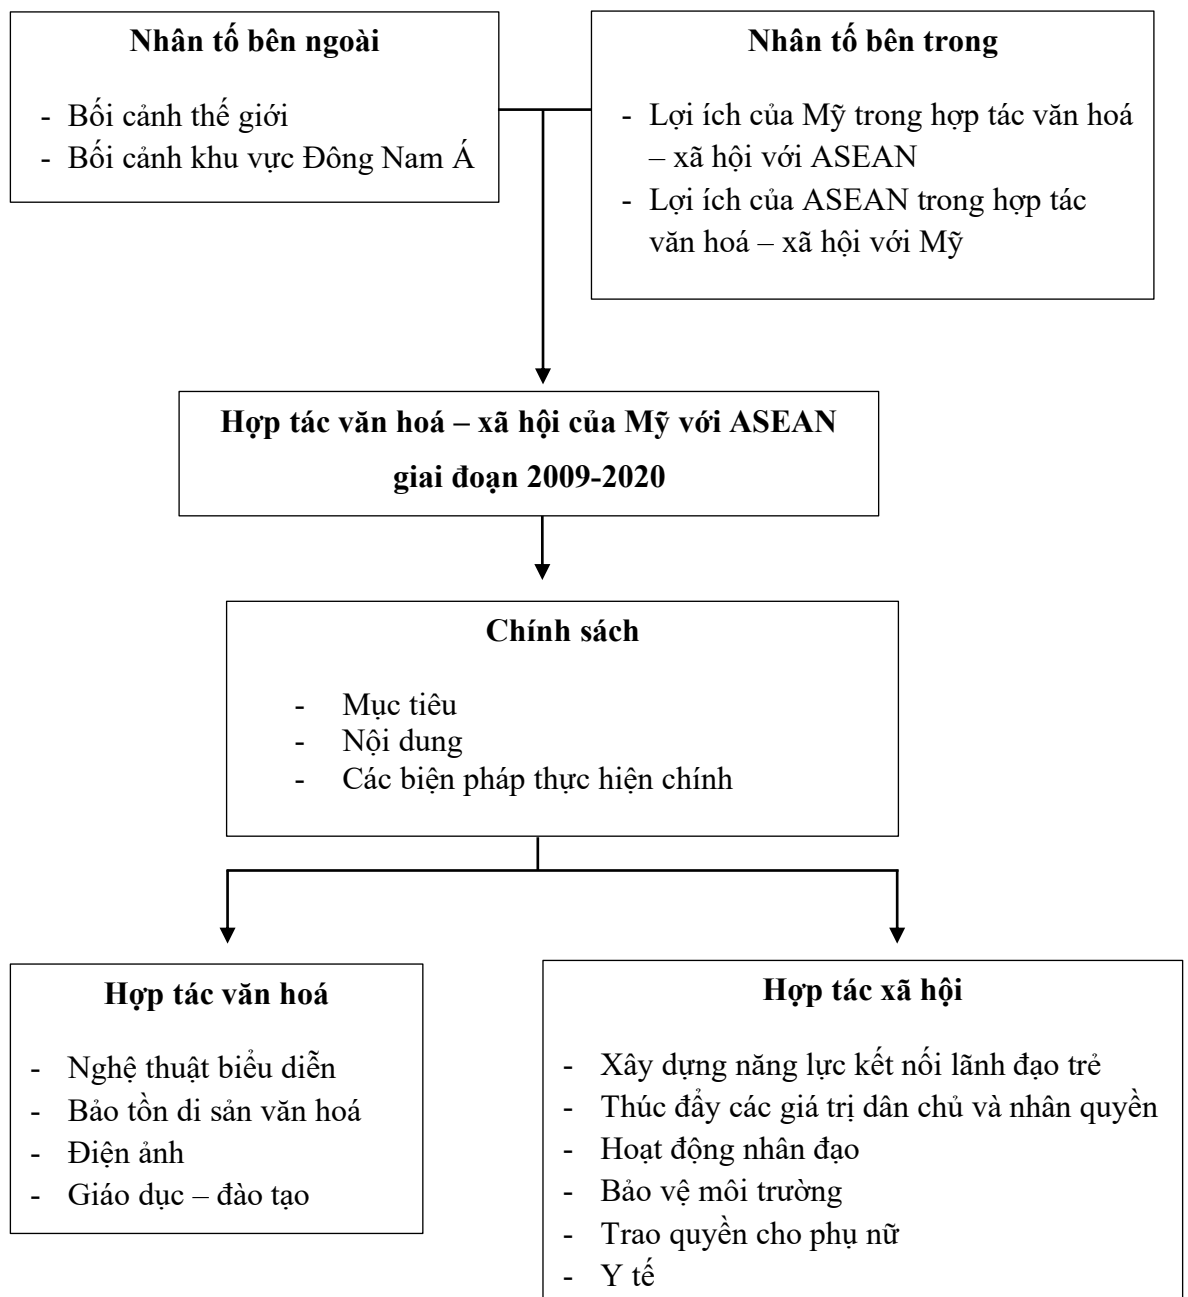 Nhân tố bên ngoài
- Bối cảnh thế giới
- Bối cảnh khu vực Đông Nam Á
Nhân tố bên trong
- Lợi ích của Mỹ trong hợp tác văn hoá
– xã hội với ASEAN
- Lợi ích của ASEAN trong hợp tác
văn hoá – xã hội với Mỹ
Hợp tác văn hoá – xã hội của Mỹ với ASEAN
giai đoạn 2009-2020
Chính sách
- Mục tiêu
- Nội dung
- Các biện pháp thực hiện chính
Hợp tác văn hoá
- Nghệ thuật biểu diễn
- Bảo tồn di sản văn hoá
- Điện ảnh
- Giáo dục – đào tạo
Hợp tác xã hội
- Xây dựng năng lực kết nối lãnh đạo trẻ
- Thúc đẩy các giá trị dân chủ và nhân quyền
- Hoạt động nhân đạo
- Bảo vệ môi trường
- Trao quyền cho phụ nữ
- Y tế